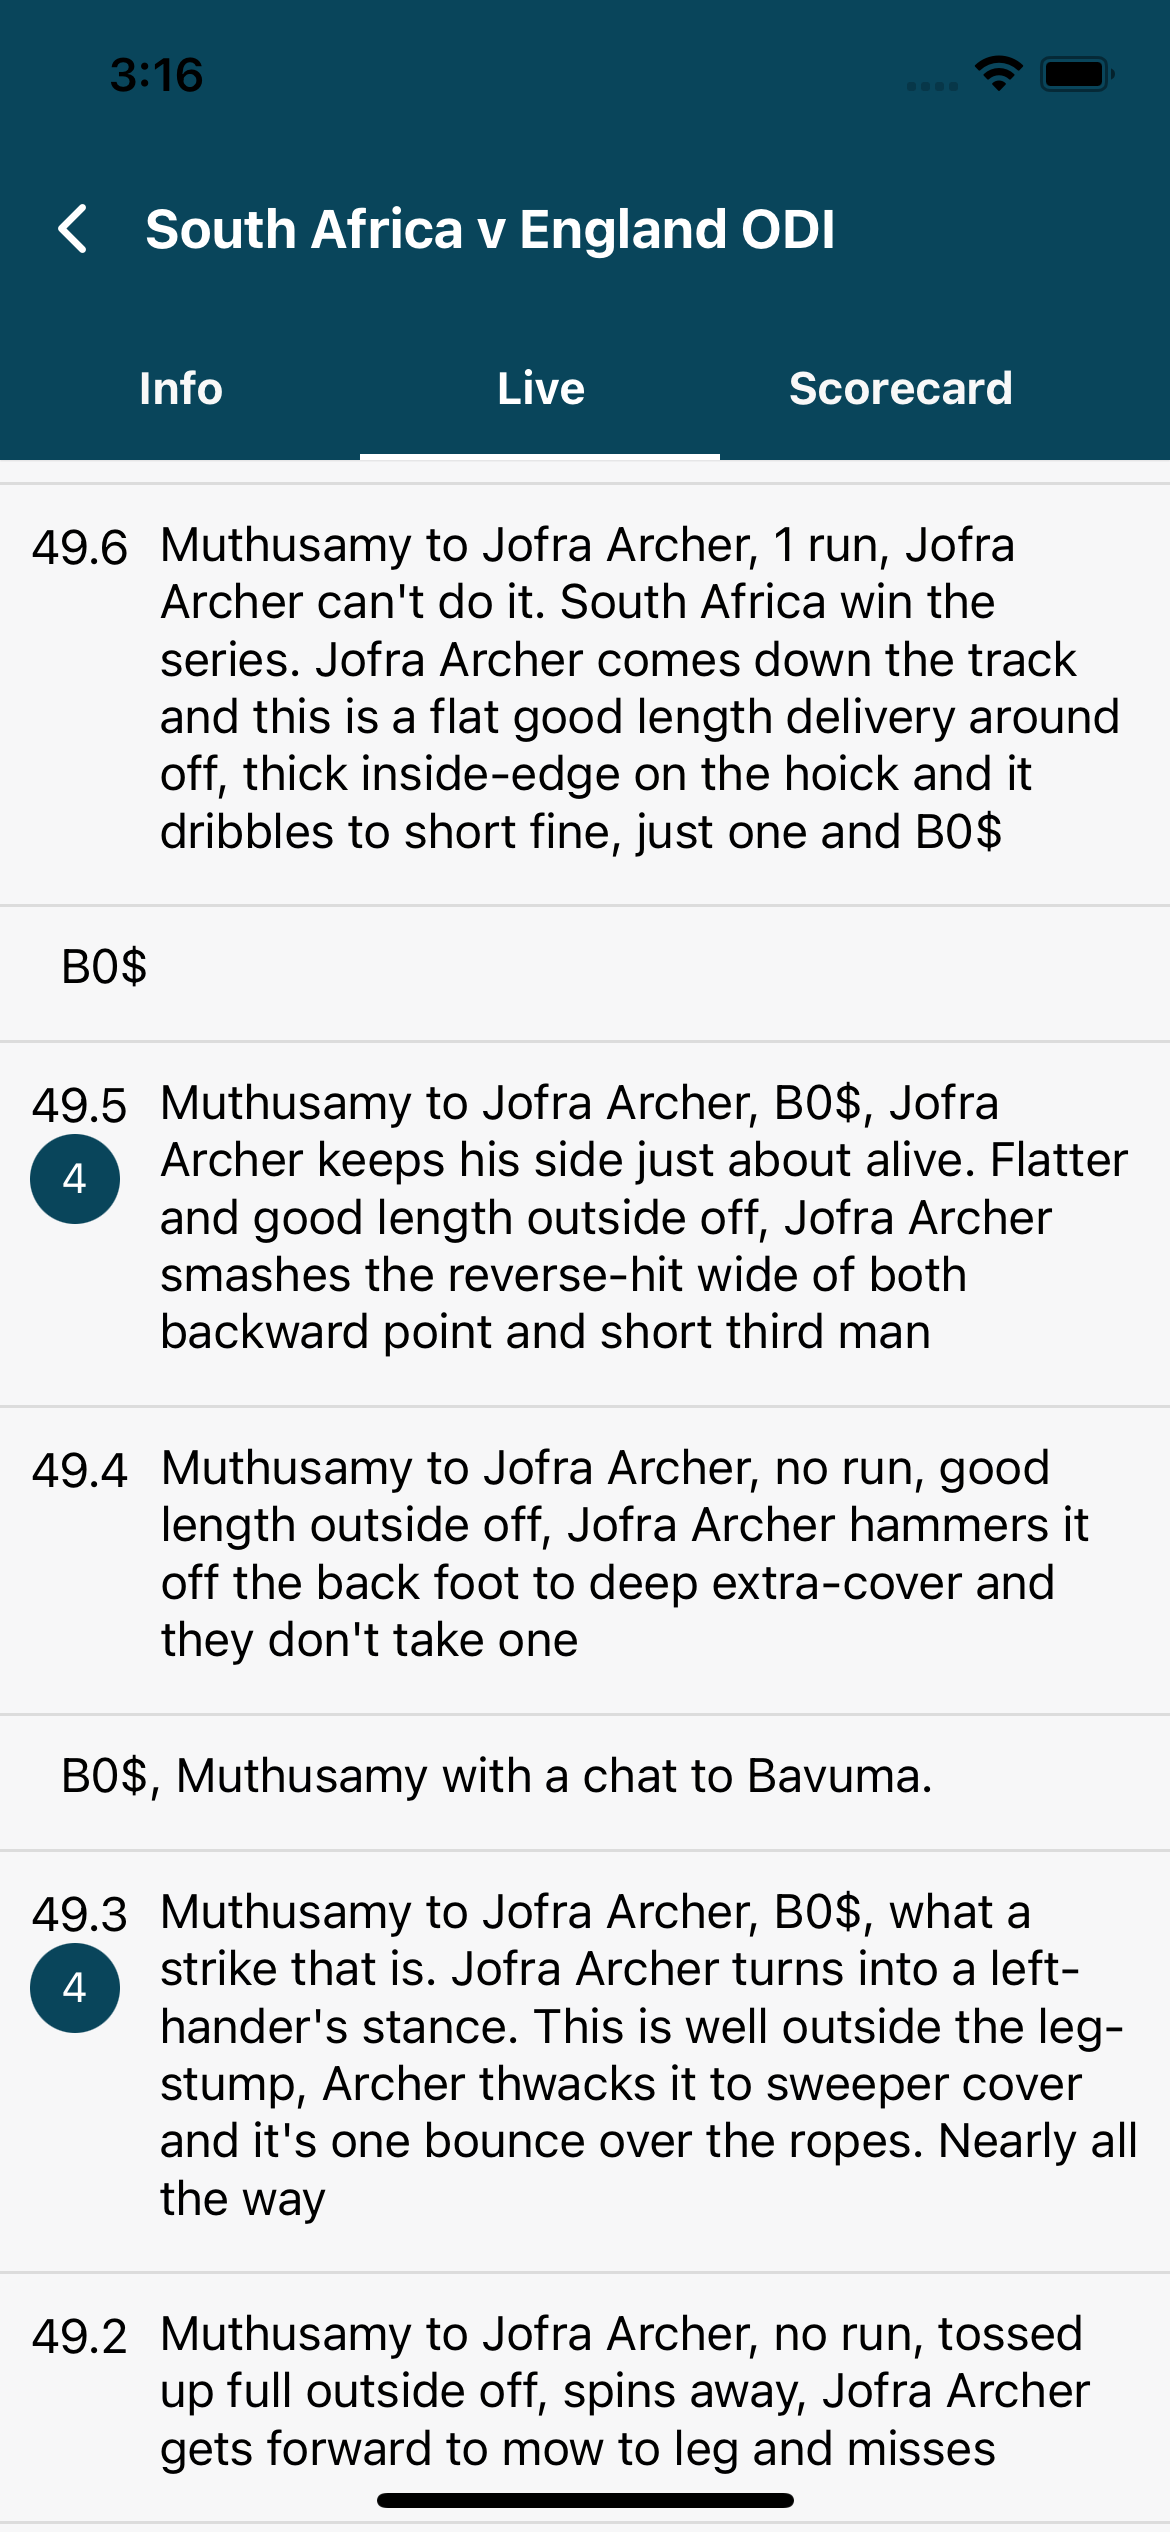 3:16
South Africa v England ODI
Info Live Scorecard
49.6 Muthusamy to Jofra Archer, 1 run, Jofra
Archer can't do it. South Africa win the
series. Jofra Archer comes down the track
and this is a flat good length delivery around
off, thick inside-edge on the hoick and it
dribbles to short fine, just one and B0$
B0$
49.5 Muthusamy to Jofra Archer, B0$, Jofra
4 Archer keeps his side just about alive. Flatter
and good length outside off, Jofra Archer
smashes the reverse-hit wide of both
backward point and short third man
49.4 Muthusamy to Jofra Archer, no run, good
length outside off, Jofra Archer hammers it
off the back foot to deep extra-cover and
they don't take one
B0$, Muthusamy with a chat to Bavuma.
49.3 Muthusamy to Jofra Archer, B0$, what a
4 strike that is. Jofra Archer turns into a left-
hander's stance. This is well outside the leg-
stump, Archer thwacks it to sweeper cover
and it's one bounce over the ropes. Nearly all
the way
49.2 Muthusamy to Jofra Archer, no run, tossed
up full outside off, spins away, Jofra Archer
gets forward to mow to leg and misses